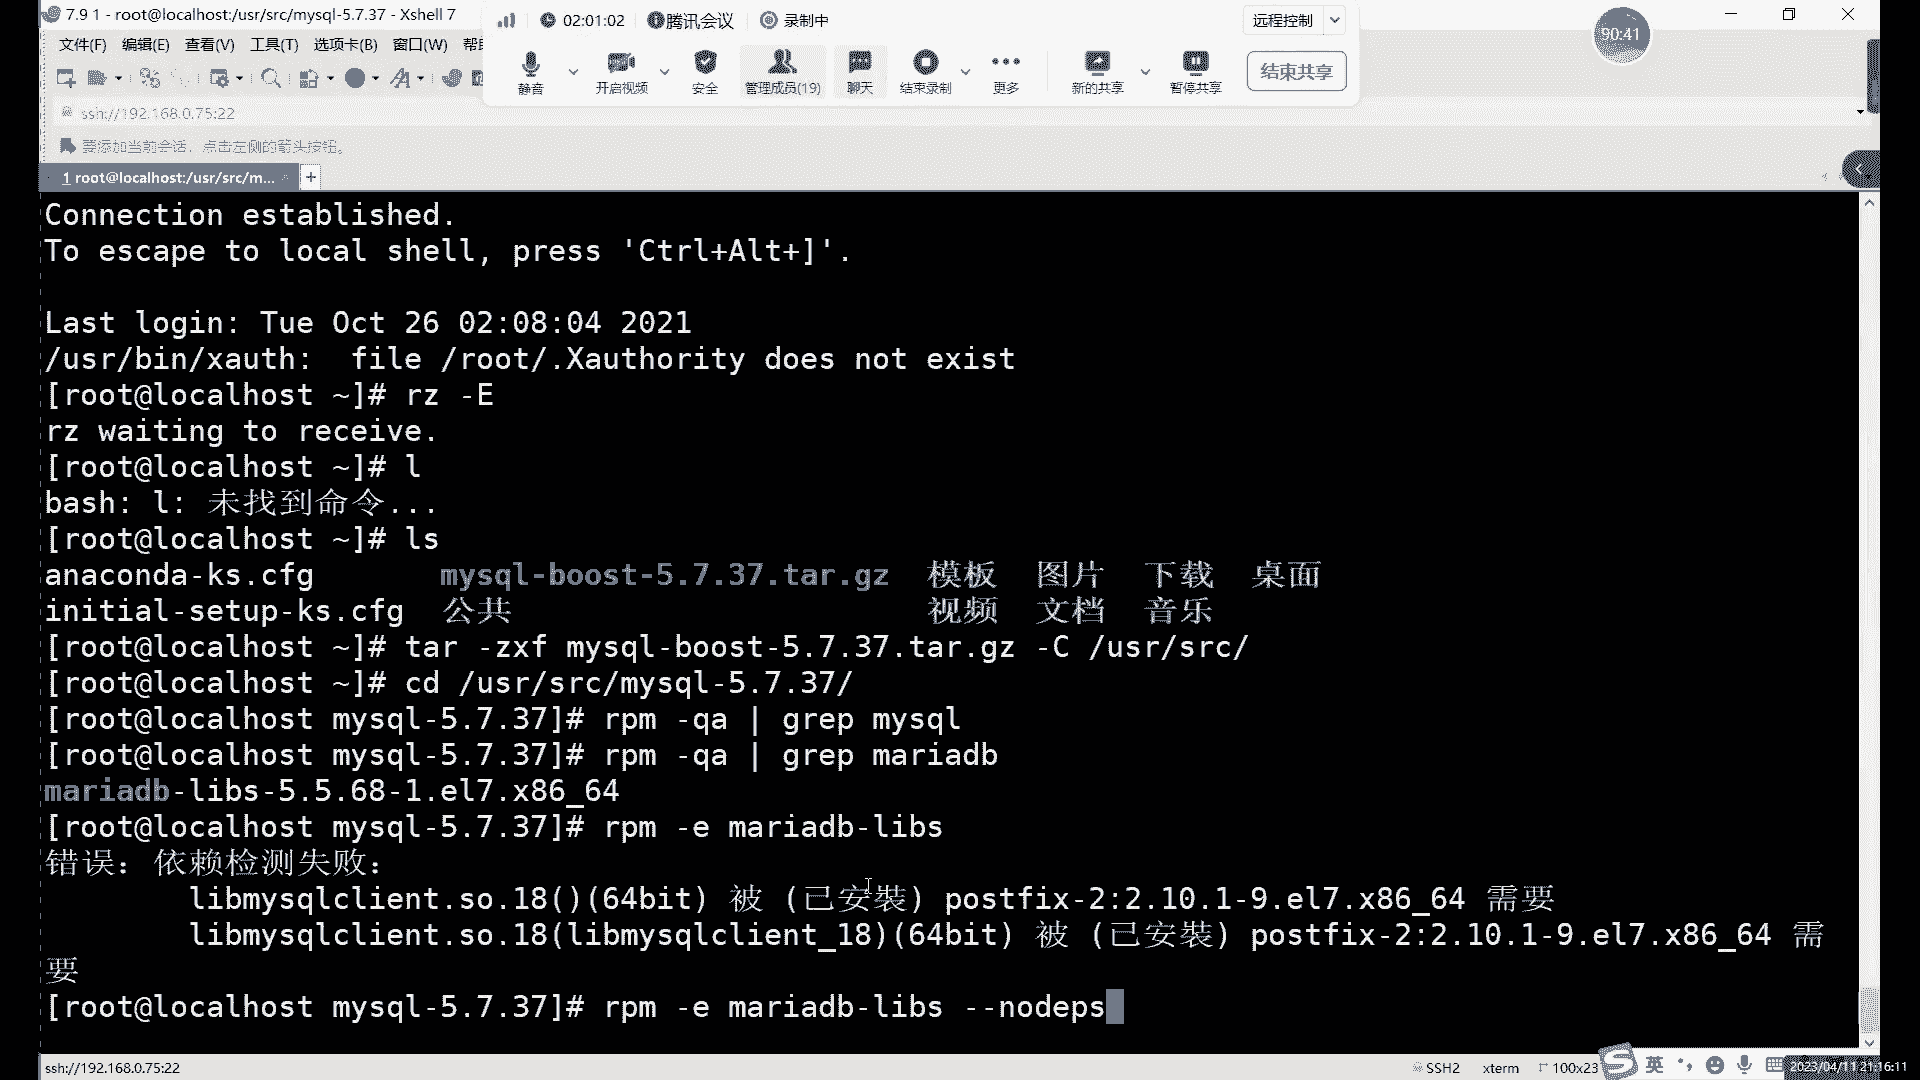 7.9 1 - root@localhost:/usr/src/mysql-5.7.37 - Xshell 7
02:01:02 腾讯会议 录制中 远程控制
90:41
文件(F) 编辑(E) 查看(V) 工具(T) 选项卡(B) 窗口(W)
静音 开启视频 安全 管理成员(19) 聊天 结束录制 更多 新的共享 暂停共享 结束共享
ssh://192.168.0.75:22
要添加当前会话，点击左侧的箭头按钮。
1 root@localhost:/usr/src/m... +
Connection established.
To escape to local shell, press 'Ctrl+Alt+]'.
Last login: Tue Oct 26 02:08:04 2021
/usr/bin/xauth:  file /root/.Xauthority does not exist
[root@localhost ~]# rz -E
rz waiting to receive.
[root@localhost ~]# l
bash: l: 未找到命令...
[root@localhost ~]# ls
anaconda-ks.cfg mysql-boost-5.7.37.tar.gz 模板 图片 下载 桌面
initial-setup-ks.cfg 公共 视频 文档 音乐
[root@localhost ~]# tar -zxf mysql-boost-5.7.37.tar.gz -C /usr/src/
[root@localhost ~]# cd /usr/src/mysql-5.7.37/
[root@localhost mysql-5.7.37]# rpm -qa | grep mysql
[root@localhost mysql-5.7.37]# rpm -qa | grep mariadb
mariadb-libs-5.5.68-1.el7.x86_64
[root@localhost mysql-5.7.37]# rpm -e mariadb-libs
错误：依赖检测失败：
libmysqlclient.so.18()(64bit) 被 (已安裝) postfix-2:2.10.1-9.el7.x86_64 需要
libmysqlclient.so.18(libmysqlclient_18)(64bit) 被 (已安裝) postfix-2:2.10.1-9.el7.x86_64 需
要
[root@localhost mysql-5.7.37]# rpm -e mariadb-libs --nodeps
ssh://192.168.0.75:22 SSH2 xterm 100x23 英 2023/04/11 21:16:11